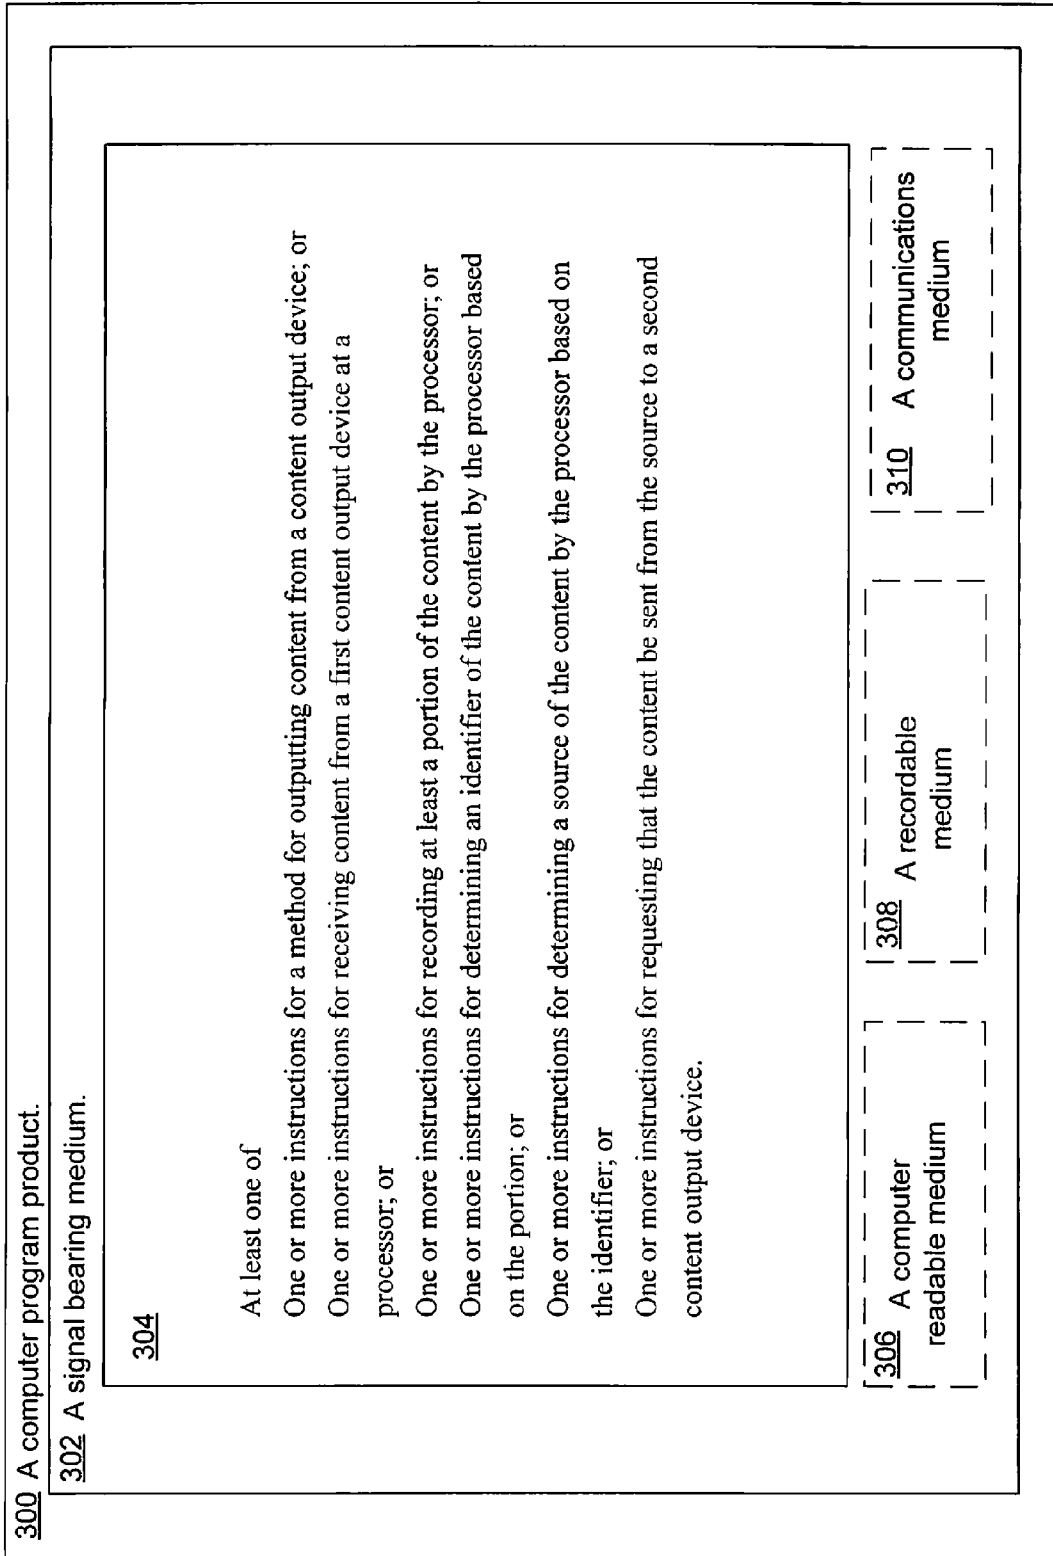 300 A computer program product.
302 A signal bearing medium.
304
At least one of
One or more instructions for a method for outputting content from a content output device; or
One or more instructions for receiving content from a first content output device at a
processor; or
One or more instructions for recording at least a portion of the content by the processor; or
One or more instructions for determining an identifier of the content by the processor based
on the portion; or
One or more instructions for determining a source of the content by the processor based on
the identifier; or
One or more instructions for requesting that the content be sent from the source to a second
content output device.
306 A computer
readable medium
308 A recordable
medium
310 A communications
medium